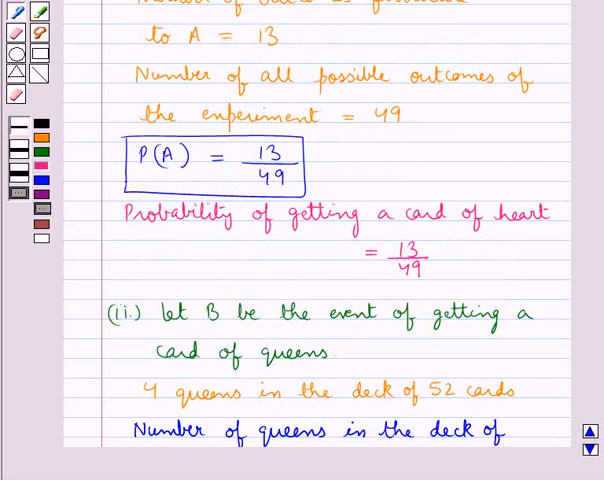 to A = 13
Number of all possible outcomes of
the experiment = 49
P(A) = 13/49
Probability of getting a card of heart
= 13/49
(ii.) Let B be the event of getting a
card of queens.
4 queens in the deck of 52 cards
Number of queens in the deck of